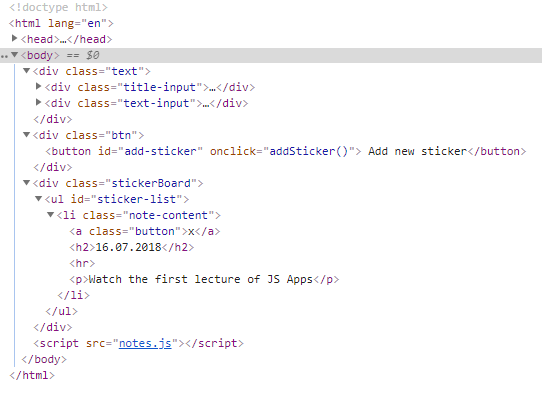 <!doctype html>
<html lang="en">
<head>…</head>
<body> == $0
<div class="text">
<div class="title-input">…</div>
<div class="text-input">…</div>
</div>
<div class="btn">
<button id="add-sticker" onclick="addSticker()"> Add new sticker</button>
</div>
<div class="stickerBoard">
<ul id="sticker-list">
<li class="note-content">
<a class="button">x</a>
<h2>16.07.2018</h2>
<hr>
<p>Watch the first lecture of JS Apps</p>
</li>
</ul>
</div>
<script src="notes.js"></script>
</body>
</html>